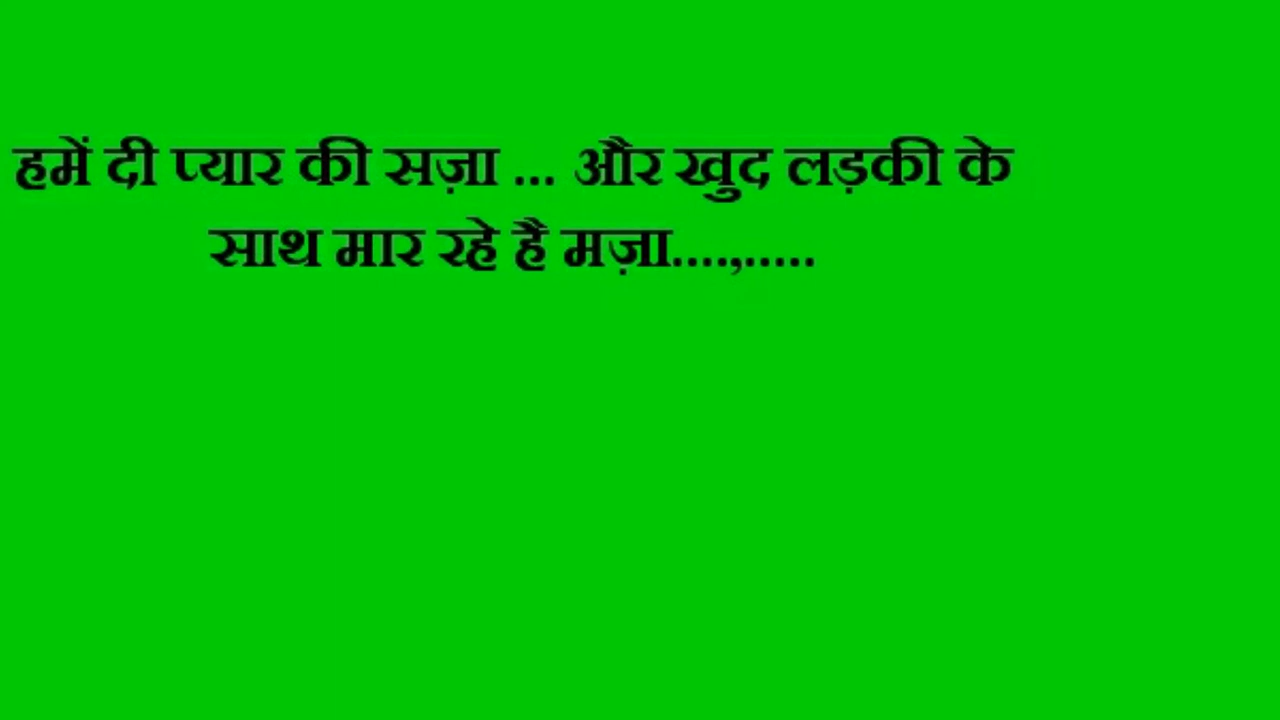 हमें दी प्यार की सज़ा ... और खुद लड़की के
साथ मार रहे है मज़ा....,.....